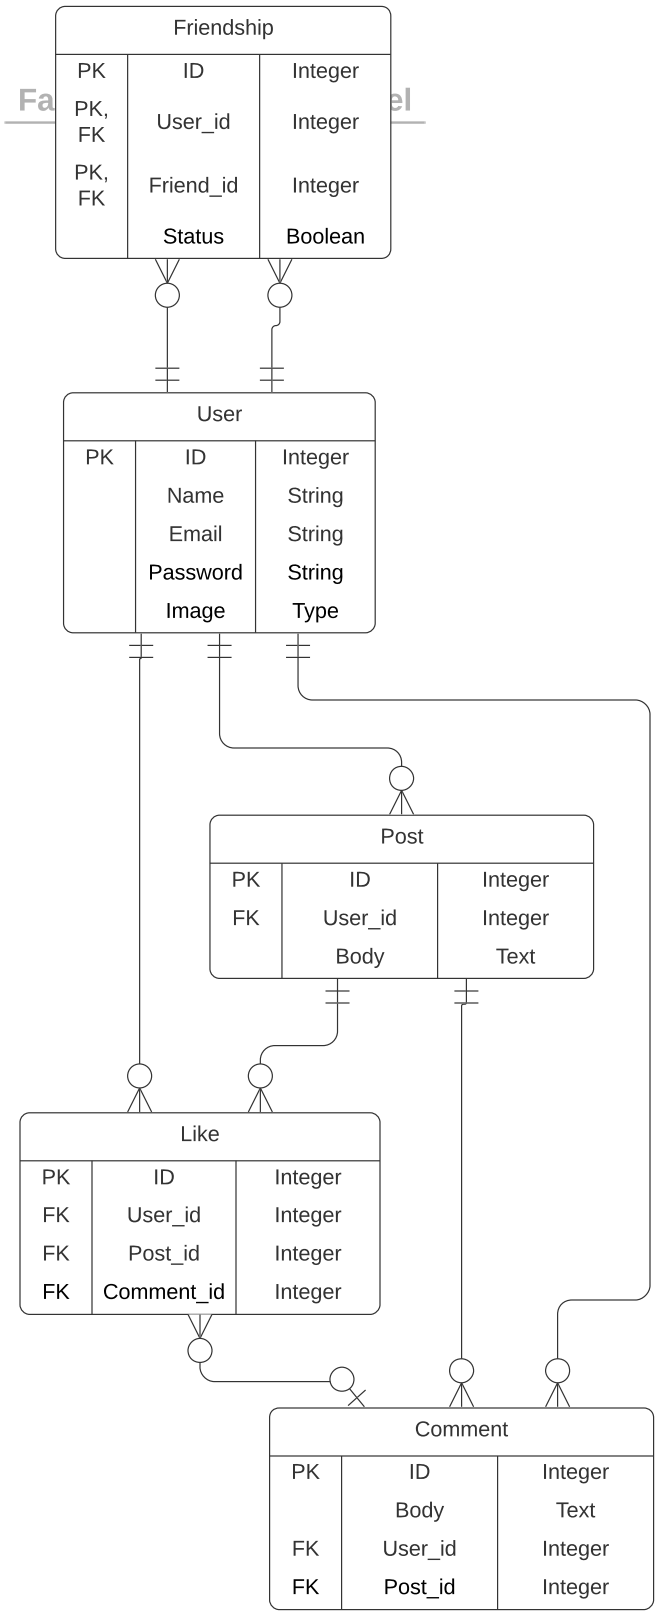 Friendship
PK ID Integer
Fa el
PK, FK User_id Integer
PK, FK Friend_id Integer
Status Boolean
User
PK ID Integer
Name String
Email String
Password String
Image Type
Post
PK ID Integer
FK User_id Integer
Body Text
Like
PK ID Integer
FK User_id Integer
FK Post_id Integer
FK Comment_id Integer
Comment
PK ID Integer
Body Text
FK User_id Integer
FK Post_id Integer